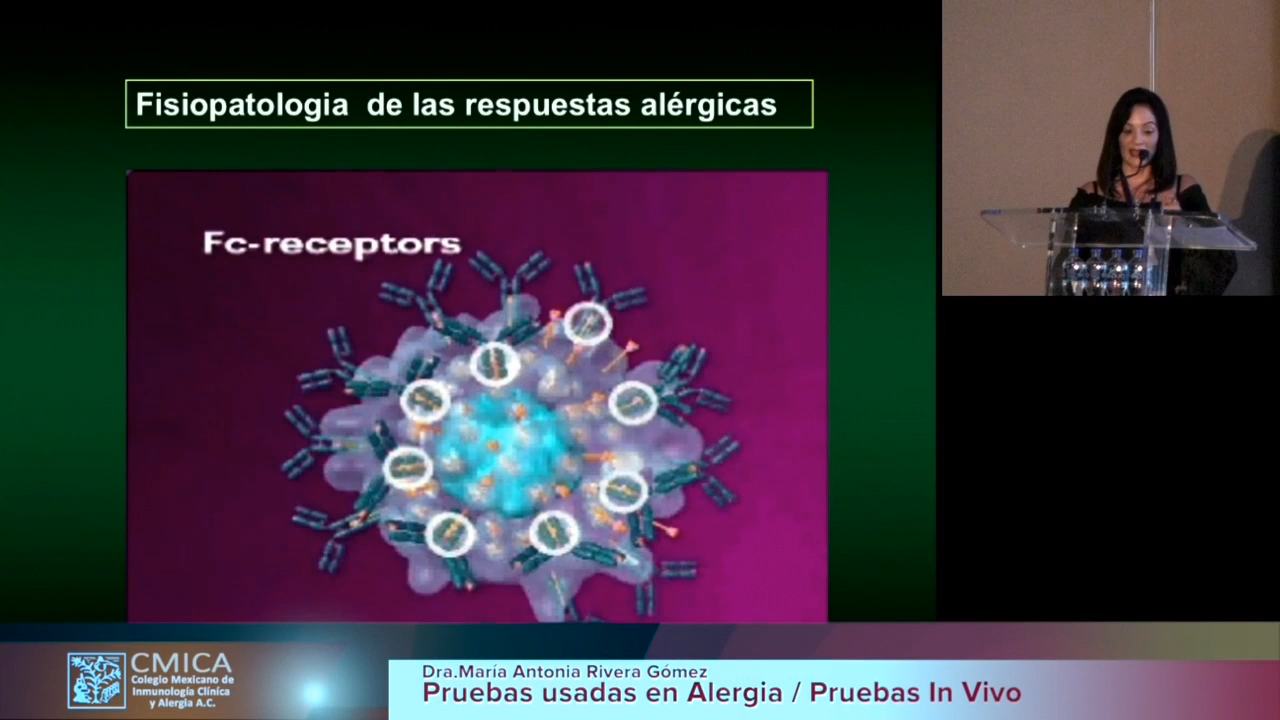 Fisiopatologia de las respuestas alérgicas
Fc-receptors
CMICA
Colegio Mexicano de
Inmunología Clínica
y Alergia A.C.
Dra.María Antonia Rivera Gómez
Pruebas usadas en Alergia / Pruebas In Vivo